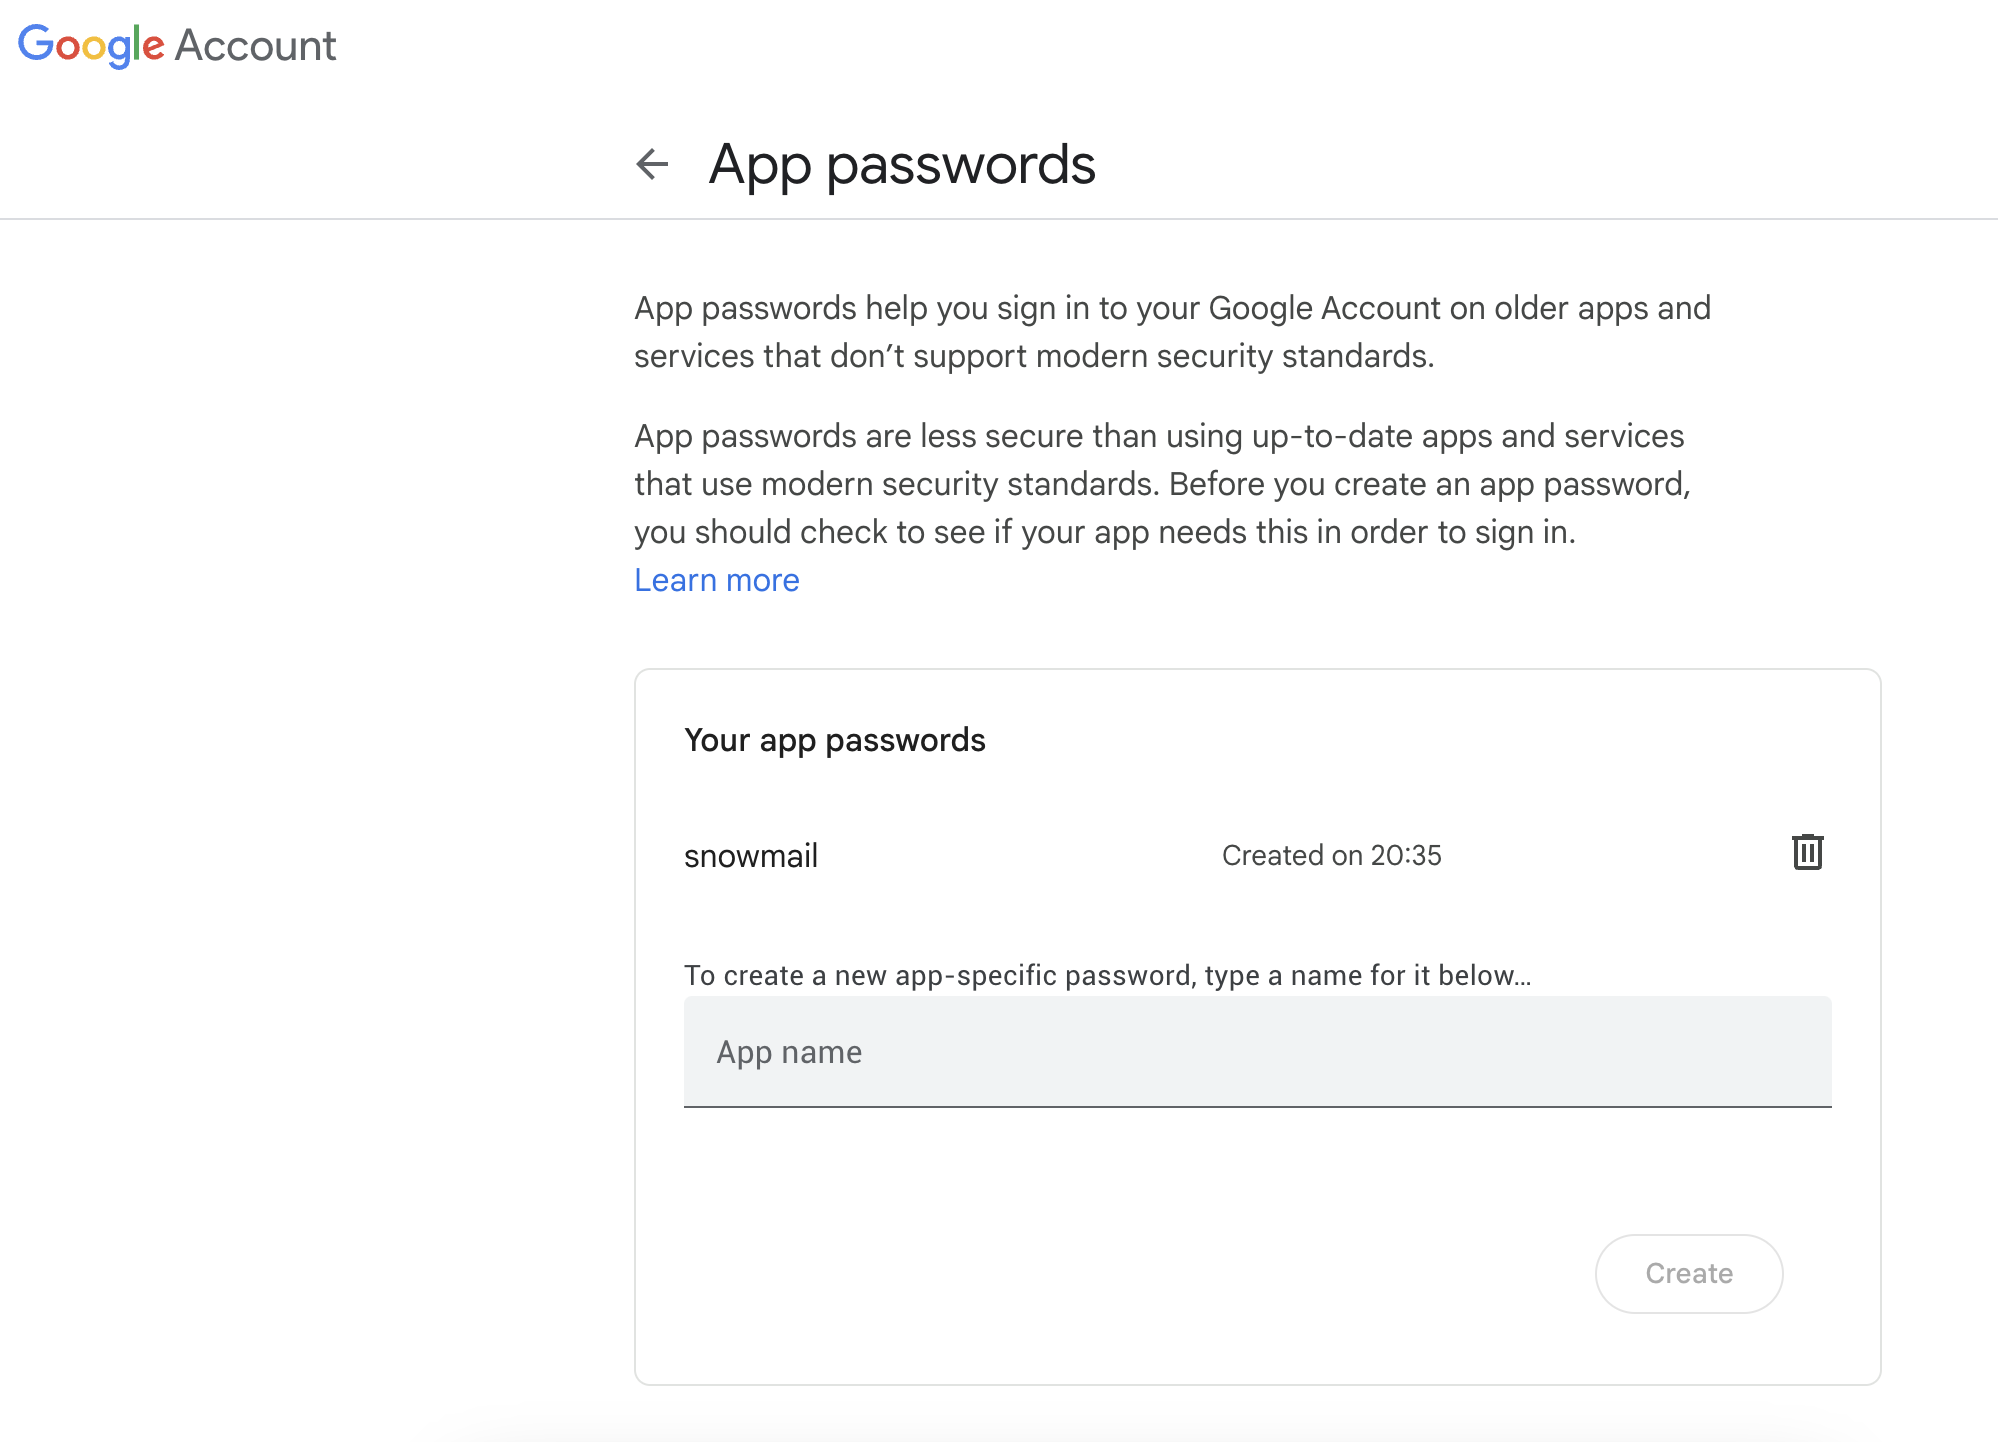 Google Account
App passwords
App passwords help you sign in to your Google Account on older apps and
services that don’t support modern security standards.
App passwords are less secure than using up-to-date apps and services
that use modern security standards. Before you create an app password,
you should check to see if your app needs this in order to sign in.
Learn more
Your app passwords
snowmail Created on 20:35
To create a new app-specific password, type a name for it below…
App name
Create